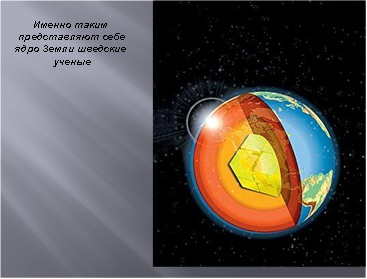 Именно таким
представляют себе
ядро Земли шведские
ученые